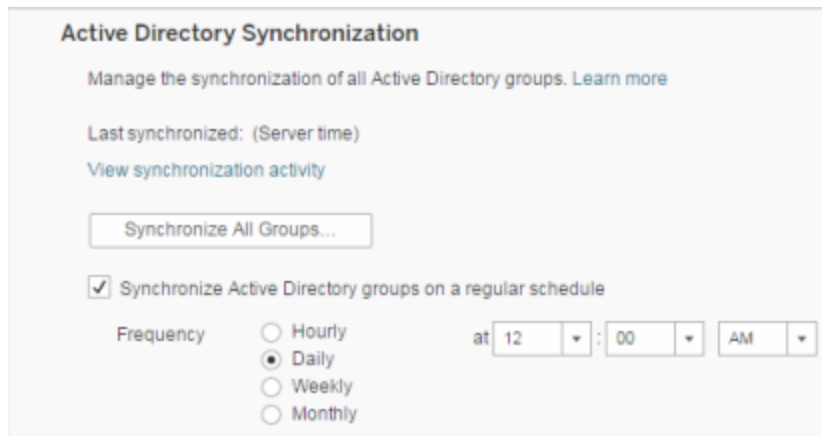 Active Directory Synchronization
Manage the synchronization of all Active Directory groups. Learn more
Last synchronized: (Server time)
View synchronization activity
Synchronize All Groups...
Synchronize Active Directory groups on a regular schedule
Frequency Hourly at 12 : 00 AM
Daily
Weekly
Monthly